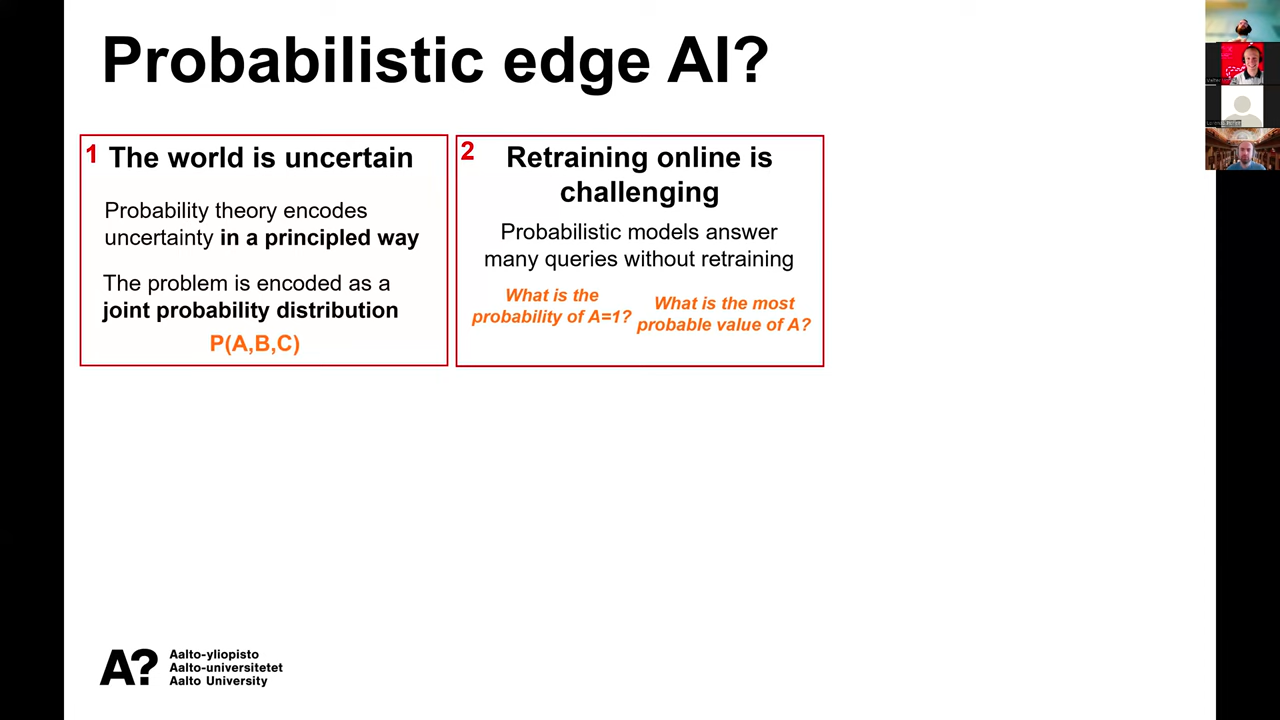 Probabilistic edge AI?
1 The world is uncertain
Probability theory encodes
uncertainty in a principled way
The problem is encoded as a
joint probability distribution
P(A,B,C)
2 Retraining online is
challenging
Probabilistic models answer
many queries without retraining
What is the
probability of A=1?
What is the most
probable value of A?
A?
Aalto-yliopisto
Aalto-universitetet
Aalto University